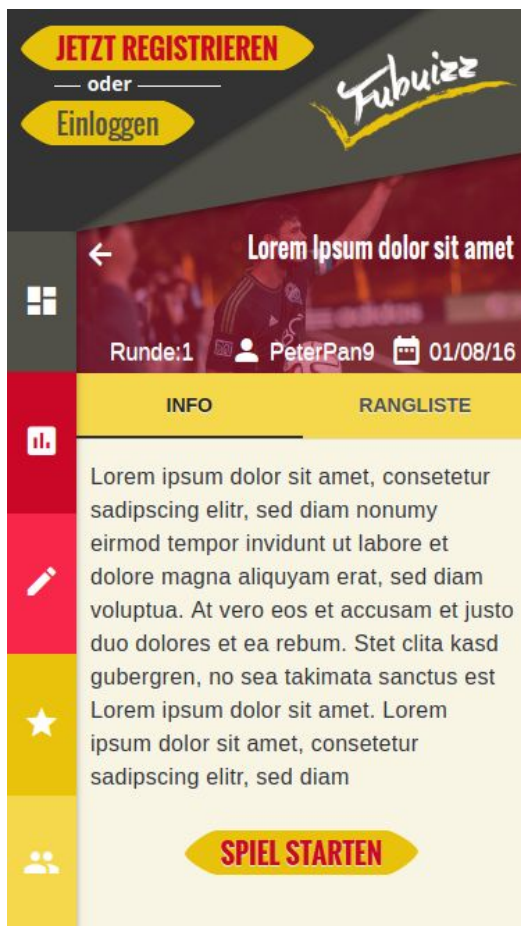 JETZT REGISTRIEREN
oder
Einloggen
Fubuizz
Lorem Ipsum dolor sit amet
Runde:1 PeterPan9 01/08/16
INFO RANGLISTE
Lorem ipsum dolor sit amet, consetetur
sadipscing elitr, sed diam nonumy
eirmod tempor invidunt ut labore et
dolore magna aliquyam erat, sed diam
voluptua. At vero eos et accusam et justo
duo dolores et ea rebum. Stet clita kasd
gubergren, no sea takimata sanctus est
Lorem ipsum dolor sit amet. Lorem
ipsum dolor sit amet, consetetur
sadipscing elitr, sed diam
SPIEL STARTEN